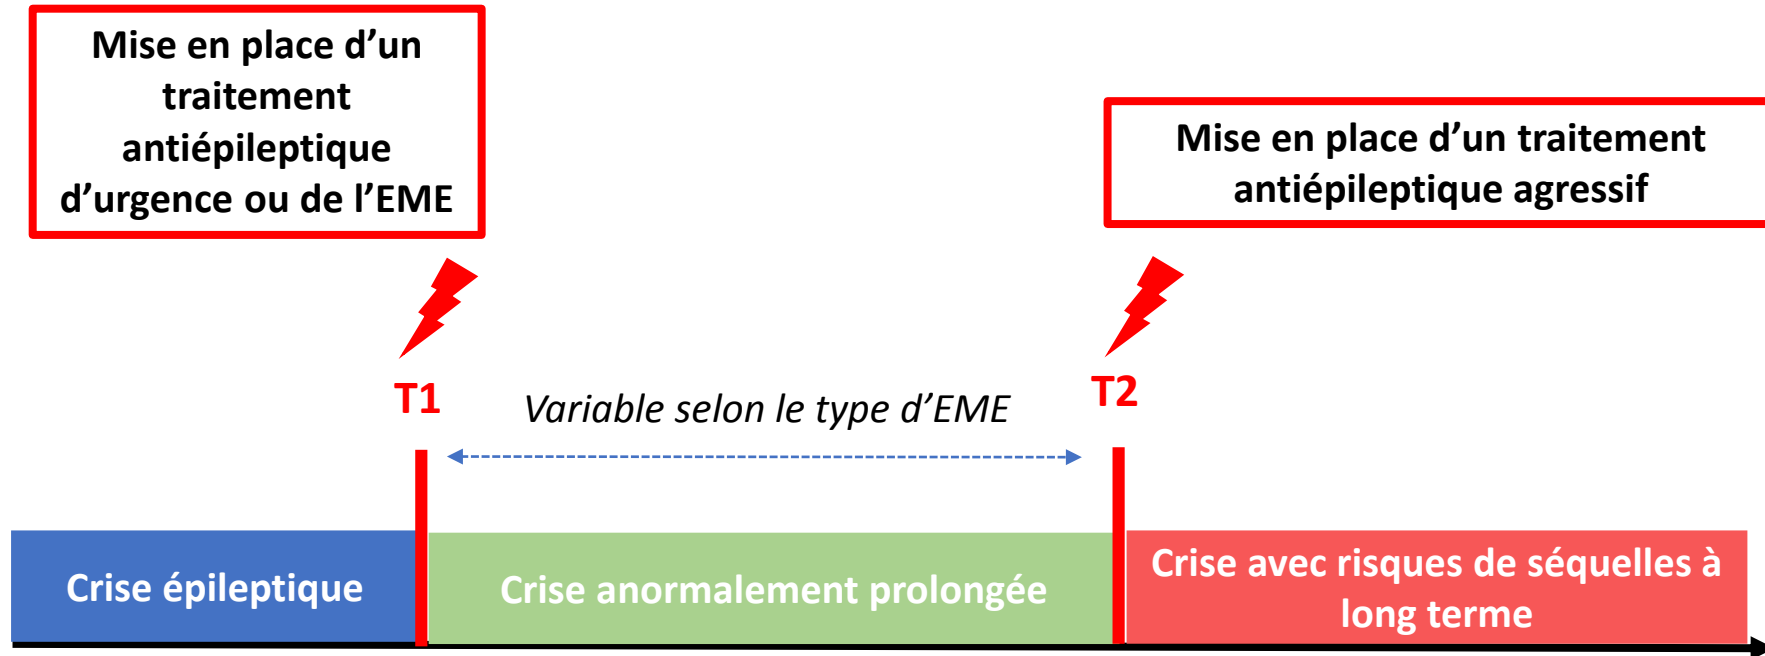 Mise en place d’un
traitement
antiépileptique
d’urgence ou de l’EME
Mise en place d’un traitement
antiépileptique agressif
T1
Variable selon le type d’EME
T2
Crise épileptique
Crise anormalement prolongée
Crise avec risques de séquelles à
long terme